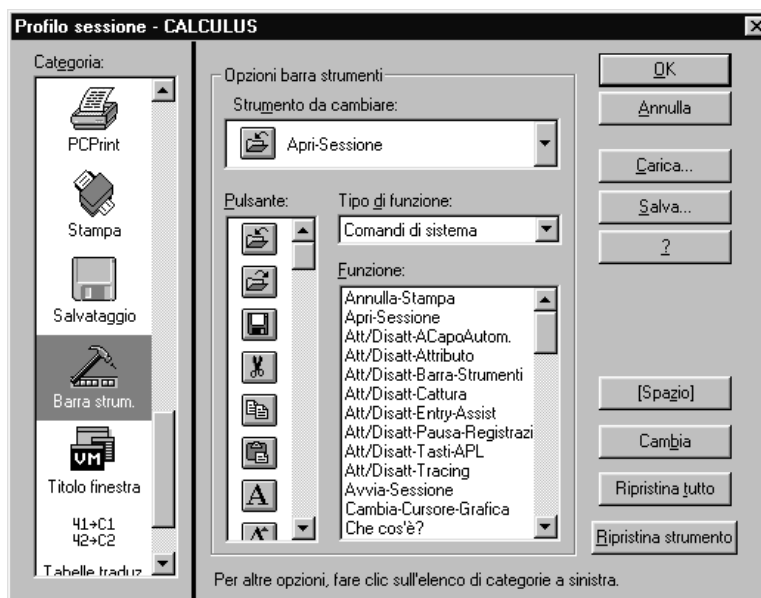 Profilo sessione - CALCULUS
Categoria:
PCPrint
Stampa
Salvataggio
Barra strum.
VM
Titolo finestra
41→C1
42→C2
Tabelle traduz.
Opzioni barra strumenti
Strumento da cambiare:
Apri-Sessione
Pulsante:
A
Tipo di funzione:
Comandi di sistema
Funzione:
Annulla-Stampa
Apri-Sessione
Att/Disatt-ACapoAutom.
Att/Disatt-Attributo
Att/Disatt-Barra-Strumenti
Att/Disatt-Cattura
Att/Disatt-Entry-Assist
Att/Disatt-Pausa-Registrazi
Att/Disatt-Tasti-APL
Att/Disatt-Tracing
Avvia-Sessione
Cambia-Cursore-Grafica
Che cos'è?
OK
Annulla
Carica...
Salva...
?
[Spazio]
Cambia
Ripristina tutto
Ripristina strumento
Per altre opzioni, fare clic sull'elenco di categorie a sinistra.